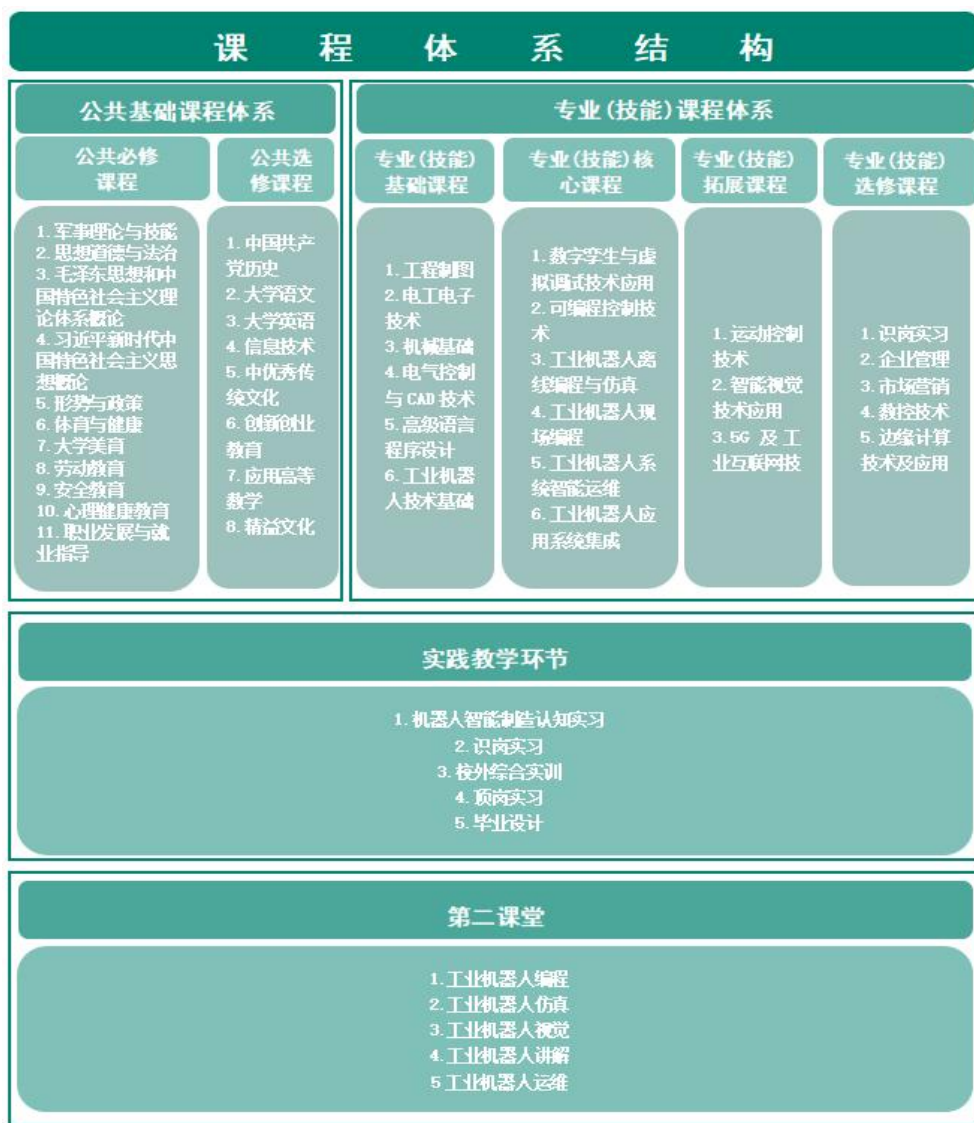 课程体系结构
公共基础课程体系
公共必修
课程
1.军事理论与技能
2.思想道德与法治
3.毛泽东思想和中
国特色社会主义理
论体系概论
4.习近平新时代中
国特色社会主义思
想概论
5.形势与政策
6.体育与健康
7.大学美育
8.劳动教育
9.安全教育
10.心理健康教育
11.职业发展与就
业指导
公共选
修课程
1.中国共产
党历史
2.大学语文
3.大学英语
4.信息技术
5.中优秀传
统文化
6.创新创业
教育
7.应用高等
数学
8.精益文化
专业(技能)课程体系
专业(技能)
基础课程
1.工程制图
2.电工电子
技术
3.机械基础
4.电气控制
与CAD技术
5.高级语言
程序设计
6.工业机器
人技术基础
专业(技能)核
心课程
1.数字孪生与虚
拟调试技术应用
2.可编程控制技
术
3.工业机器人离
线编程与仿真
4.工业机器人现
场编程
5.工业机器人系
统智能运维
6.工业机器人应
用系统集成
专业(技能)
拓展课程
1.运动控制
技术
2.智能视觉
技术应用
3.5G 及工
业互联网技
专业(技能)
选修课程
1.识岗实习
2.企业管理
3.市场营销
4.数控技术
5.边缘计算
技术及应用
实践教学环节
1.机器人智能制造认知实习
2.识岗实习
3.校外综合实训
4.顶岗实习
5.毕业设计
第二课堂
1.工业机器人编程
2.工业机器人仿真
3.工业机器人视觉
4.工业机器人讲解
5工业机器人运维